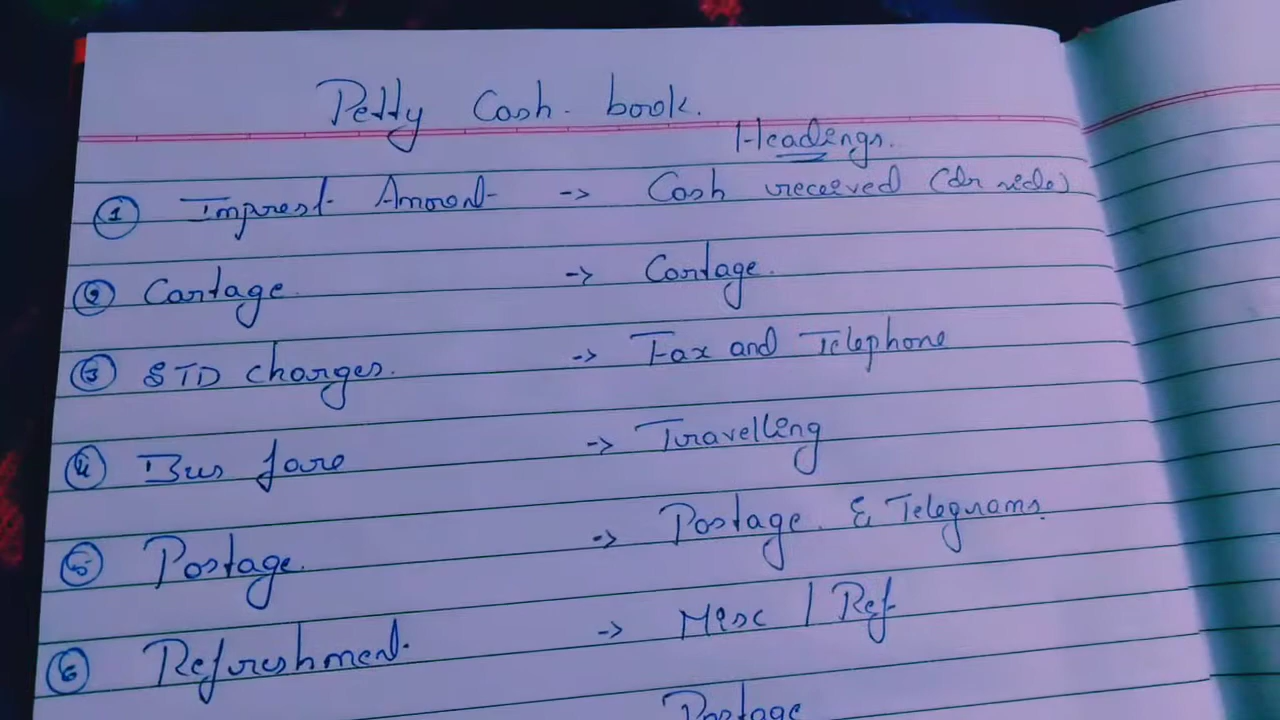 Petty Cash book.
Headings.
① Imprest Amount -> Cash received (dr side)
② Cartage. -> Cartage.
③ STD charges. -> Fax and Telephone
④ Bus fare -> Travelling
⑤ Postage. -> Postage & Telegrams.
⑥ Refreshment. -> Misc / Ref
Postage